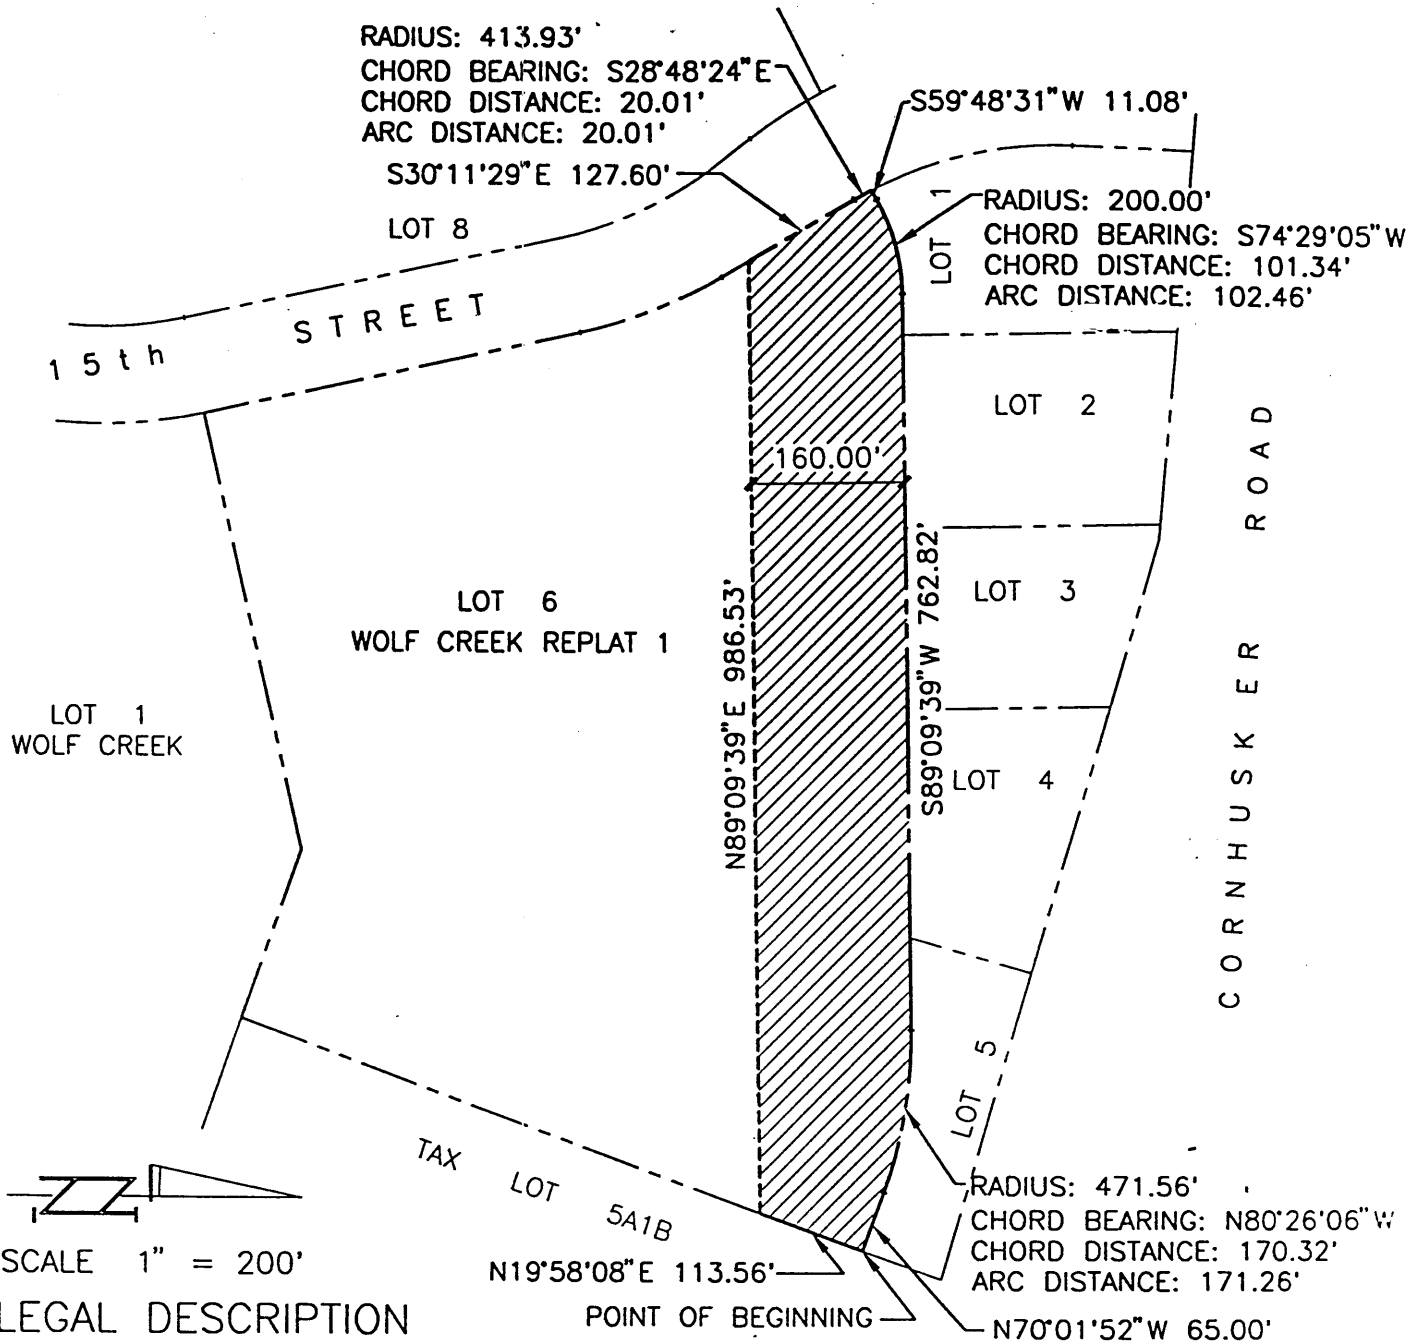 RADIUS: 413.93'
CHORD BEARING: S28°48'24"E
CHORD DISTANCE: 20.01'
ARC DISTANCE: 20.01'
S30°11'29"E 127.60'
S59°48'31"W 11.08'
RADIUS: 200.00'
CHORD BEARING: S74°29'05"W
CHORD DISTANCE: 101.34'
ARC DISTANCE: 102.46'
LOT 8
LOT 1
15th STREET
LOT 2
160.00'
LOT 3
LOT 6
WOLF CREEK REPLAT 1
N89°09'39"E 986.53'
S89°09'39"W 762.82'
CORNHUSKER ROAD
LOT 1
WOLF CREEK
LOT 4
LOT 5
TAX LOT 5A1B
RADIUS: 471.56'
CHORD BEARING: N80°26'06"W
CHORD DISTANCE: 170.32'
ARC DISTANCE: 171.26'
N19°58'08"E 113.56'
POINT OF BEGINNING
N70°01'52"W 65.00'
N
SCALE 1" = 200'
LEGAL DESCRIPTION